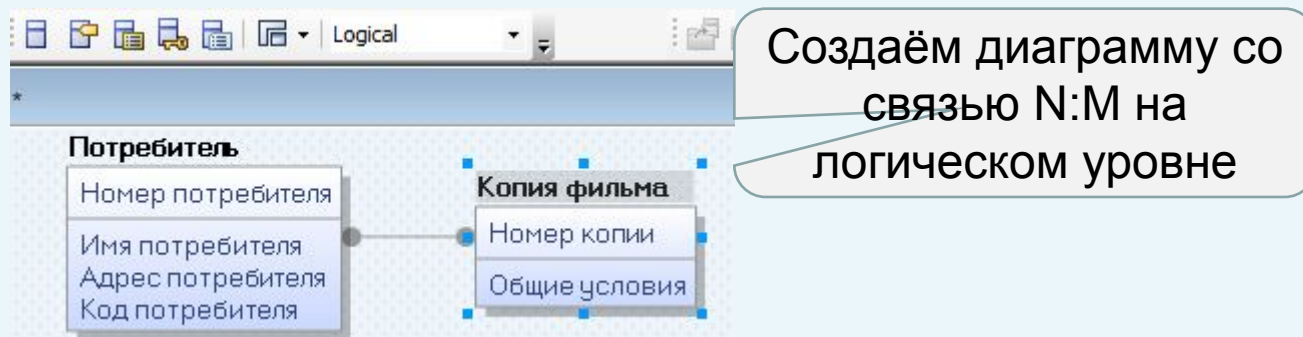 Logical
*
Создаём диаграмму со
связью N:M на
логическом уровне
Потребитель
Номер потребителя
Имя потребителя
Адрес потребителя
Код потребителя
Копия фильма
Номер копии
Общие условия